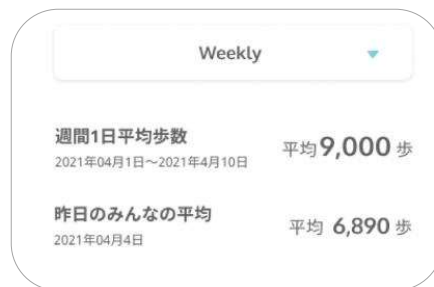 Weekly
週間1日平均歩数
平均9,000 歩
2021年04月1日～2021年4月10日
昨日のみんなの平均
平均 6,890 歩
2021年04月4日